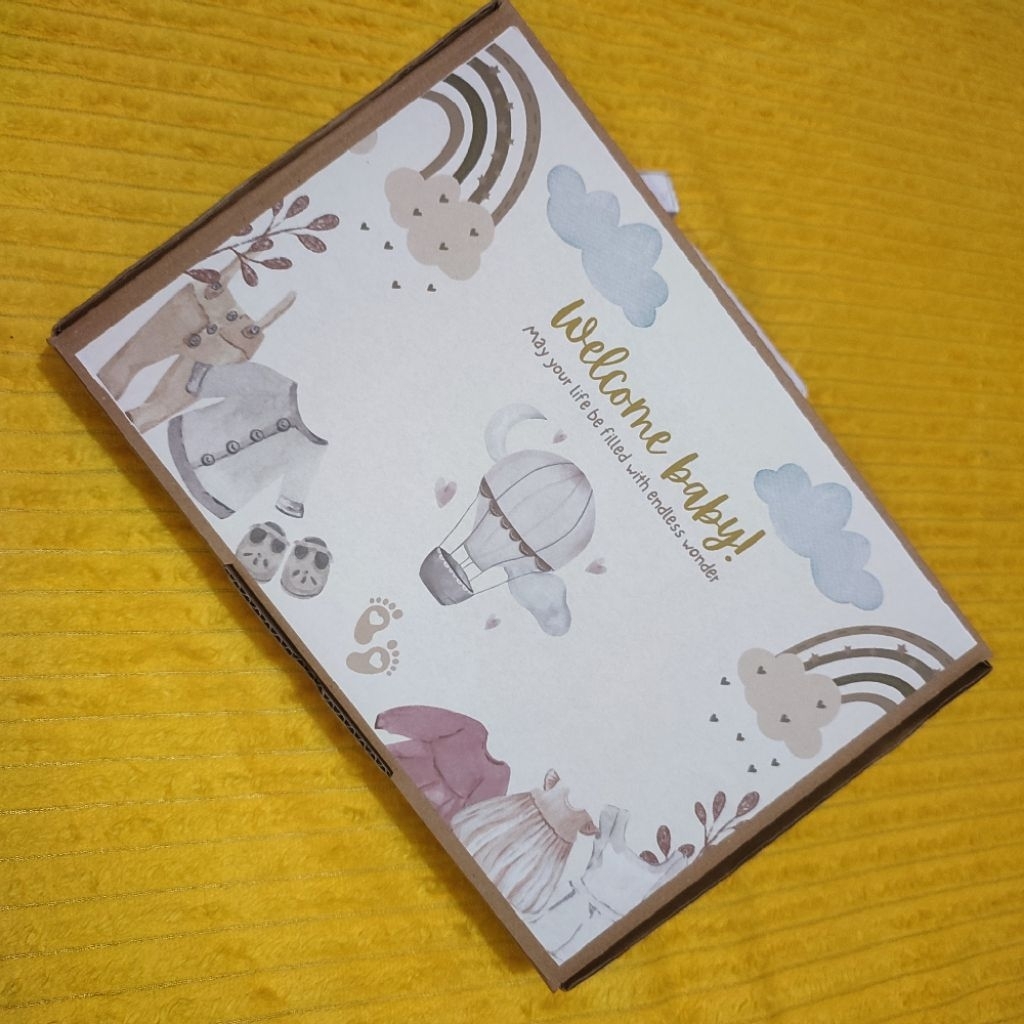 Welcome baby!
May your life be filled with endless wonder